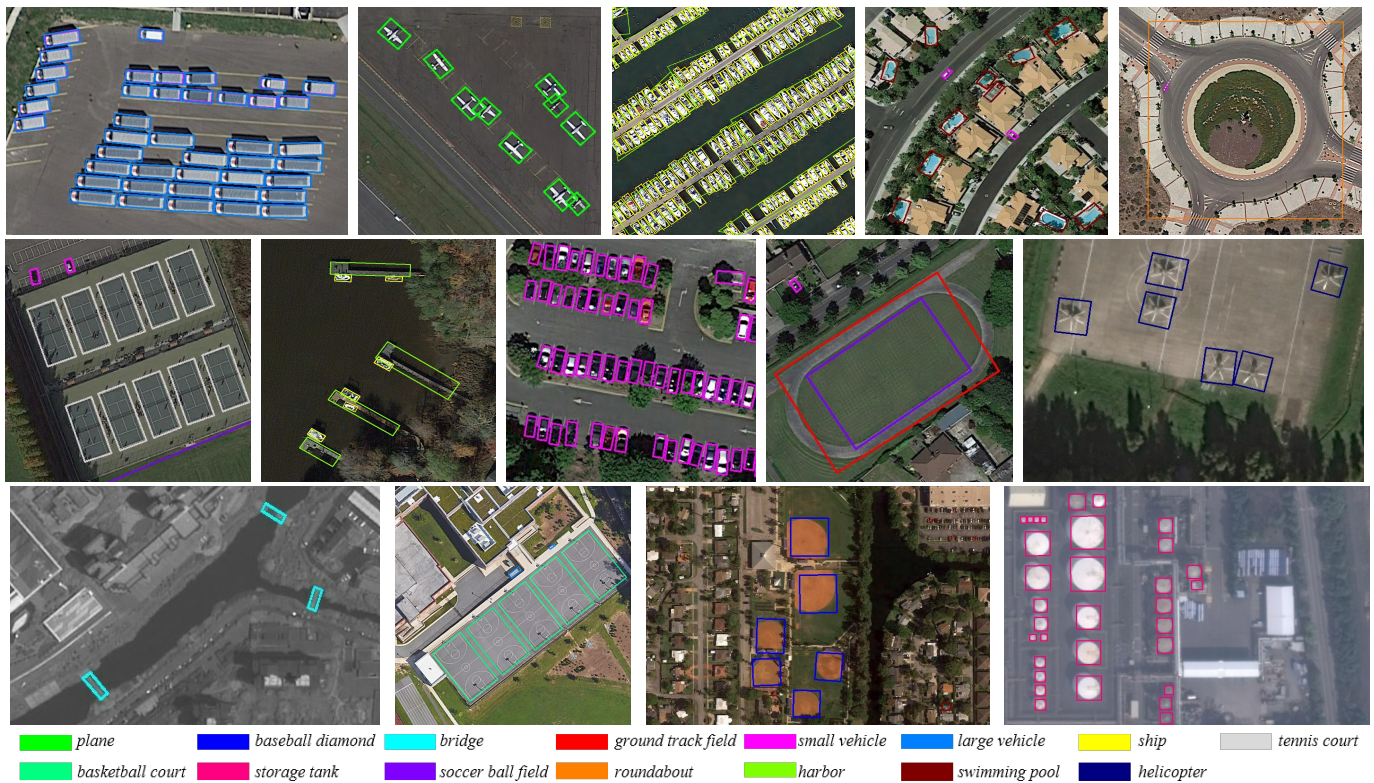 plane baseball diamond bridge ground track field small vehicle large vehicle ship tennis court
basketball court storage tank soccer ball field roundabout harbor swimming pool helicopter